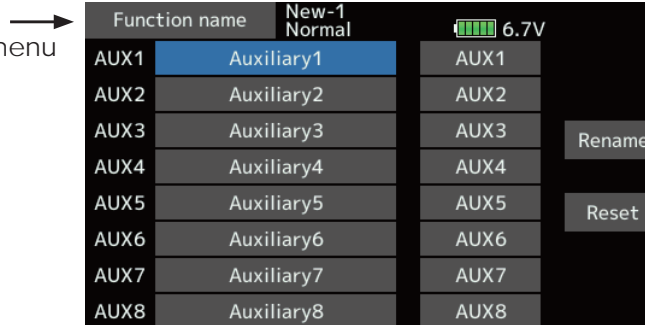 Function name New-1
Normal 6.7V
menu
AUX1 Auxiliary1 AUX1
AUX2 Auxiliary2 AUX2
AUX3 Auxiliary3 AUX3
Rename
AUX4 Auxiliary4 AUX4
AUX5 Auxiliary5 AUX5
Reset
AUX6 Auxiliary6 AUX6
AUX7 Auxiliary7 AUX7
AUX8 Auxiliary8 AUX8